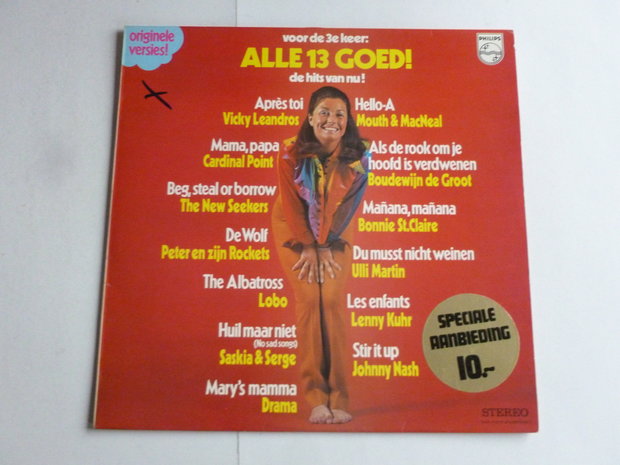 originele
versies!
voor de 3e keer:
ALLE 13 GOED!
de hits van nu!
PHILIPS
Après toi
Vicky Leandros
Mama, papa
Cardinal Point
Beg, steal or borrow
The New Seekers
De Wolf
Peter en zijn Rockets
The Albatross
Lobo
Huil maar niet
(No sad songs)
Saskia & Serge
Mary's mamma
Drama
Hello-A
Mouth & MacNeal
Als de rook om je
hoofd is verdwenen
Boudewijn de Groot
Mañana, mañana
Bonnie St.Claire
Du musst nicht weinen
Ulli Martin
Les enfants
Lenny Kuhr
Stir it up
Johnny Nash
SPECIALE
AANBIEDING
10.-
STEREO